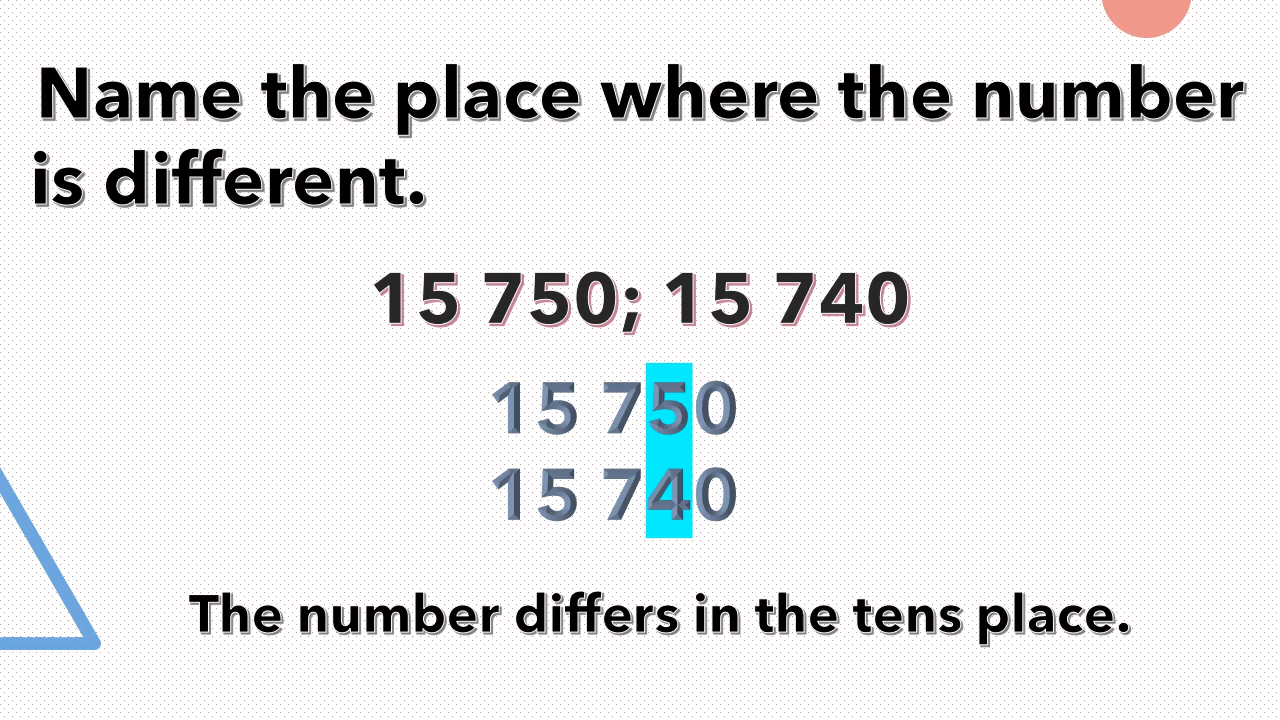 Name the place where the number
is different.
15 750; 15 740
15 750
15 740
The number differs in the tens place.